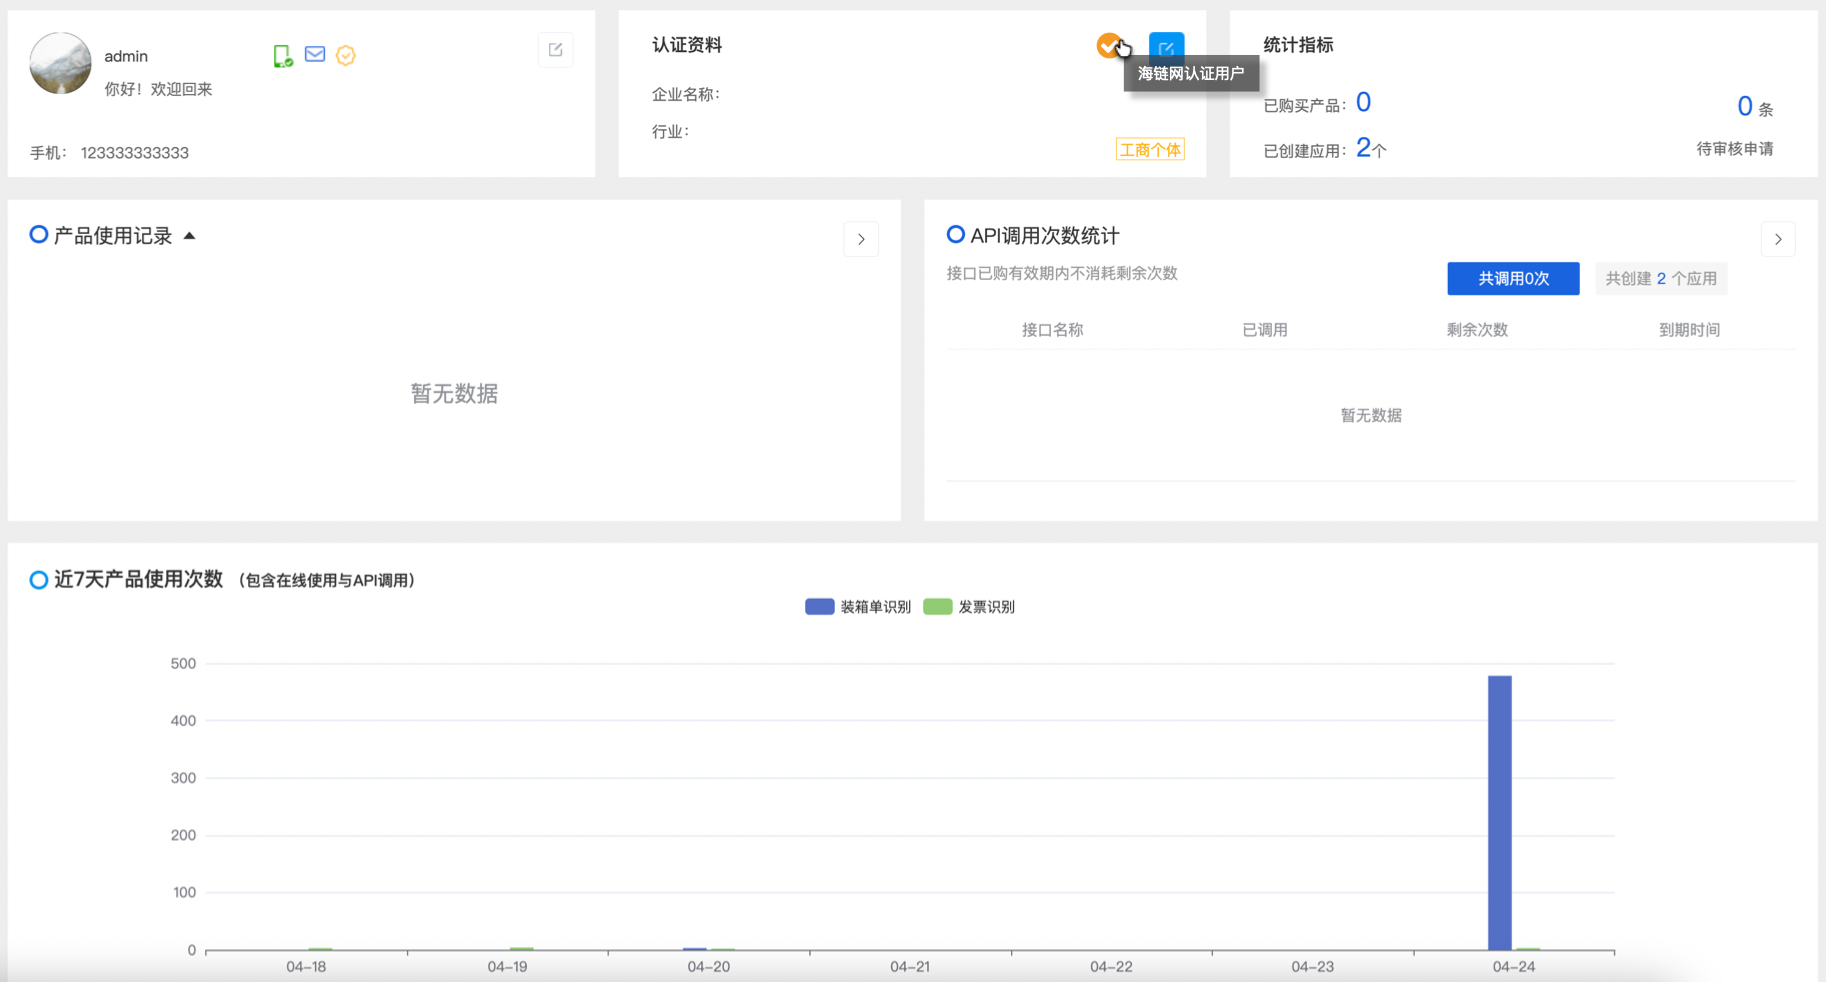 admin
你好！欢迎回来
手机： 123333333333
认证资料
海链网认证用户
企业名称：
行业：
工商个体
统计指标
已购买产品：0
0 条
已创建应用：2个
待审核申请
产品使用记录
暂无数据
API调用次数统计
接口已购有效期内不消耗剩余次数
共调用0次
共创建 2 个应用
接口名称 已调用 剩余次数 到期时间
暂无数据
近7天产品使用次数 （包含在线使用与API调用）
装箱单识别 发票识别
500
400
300
200
100
0
04-18 04-19 04-20 04-21 04-22 04-23 04-24